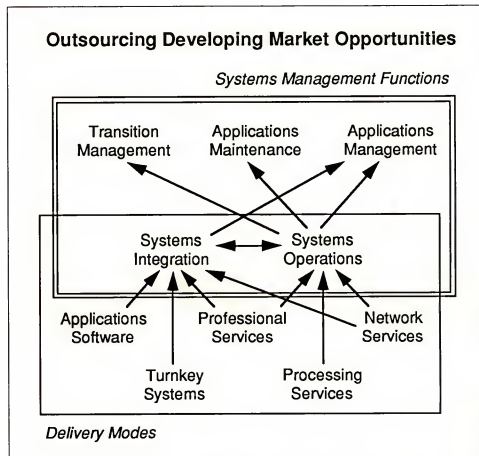 Outsourcing Developing Market Opportunities
Systems Management Functions
Transition
Management
Applications
Maintenance
Applications
Management
Systems
Integration
Systems
Operations
Applications
Software
Professional
Services
Network
Services
Turnkey
Systems
Processing
Services
Delivery Modes